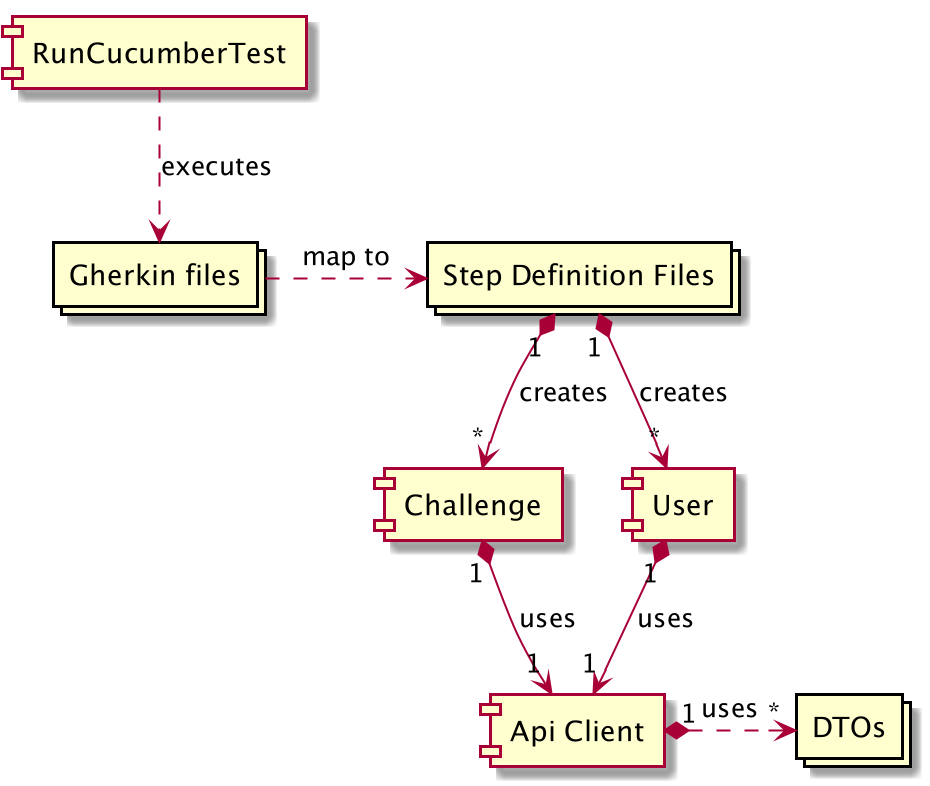 RunCucumberTest
executes
Gherkin files
map to
Step Definition Files
1
1
creates
creates
*
*
Challenge
User
1
1
uses
uses
1
1
Api Client
1
uses
*
DTOs